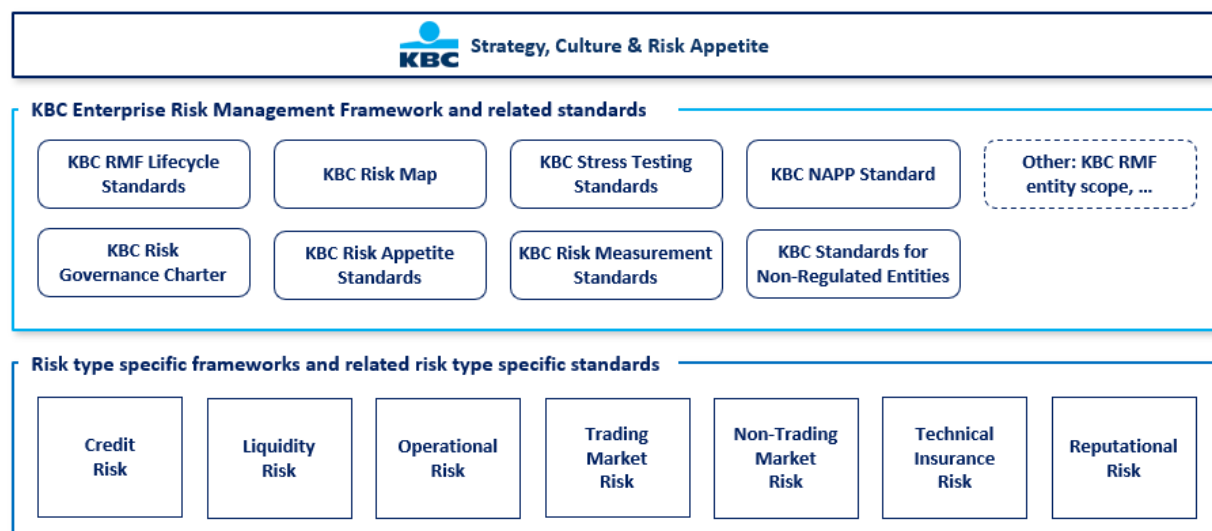 KBC
Strategy, Culture & Risk Appetite
KBC Enterprise Risk Management Framework and related standards
KBC RMF Lifecycle
Standards
KBC Risk Map
KBC Stress Testing
Standards
KBC NAPP Standard
Other: KBC RMF
entity scope, ...
KBC Risk
Governance Charter
KBC Risk Appetite
Standards
KBC Risk Measurement
Standards
KBC Standards for
Non-Regulated Entities
Risk type specific frameworks and related risk type specific standards
Credit
Risk
Liquidity
Risk
Operational
Risk
Trading
Market
Risk
Non-Trading
Market
Risk
Technical
Insurance
Risk
Reputational
Risk